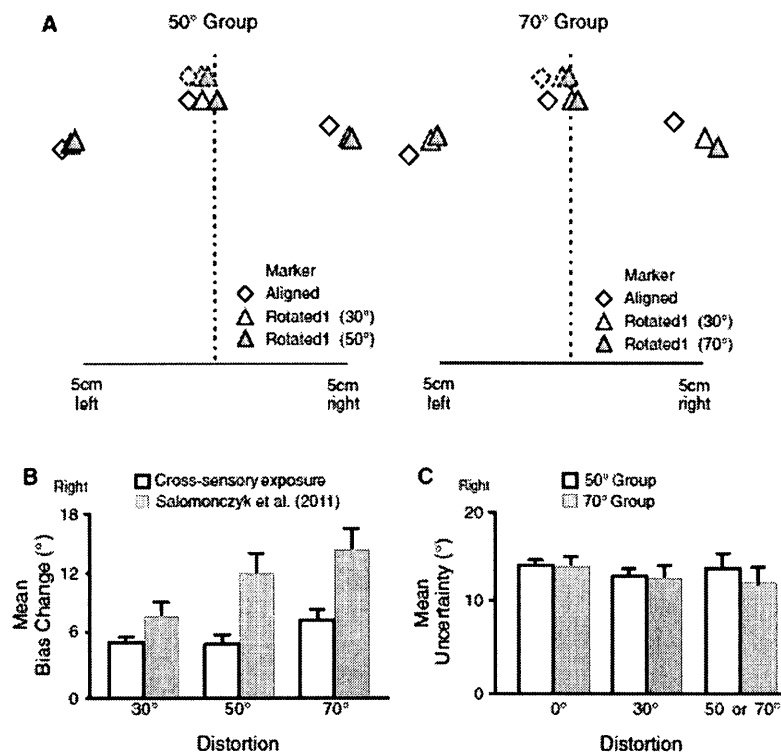 A
50° Group
70° Group
Marker
Aligned
Rotated1 (30°)
Rotated1 (50°)
Marker
Aligned
Rotated1 (30°)
Rotated1 (70°)
5cm left
5cm right
5cm left
5cm right
B
Right
Cross-sensory exposure
Salomonczyk et al. (2011)
18
12
6
0
Mean
Bias Change (°)
30° 50° 70°
Distortion
C
Right
50° Group
70° Group
20
10
0
Mean
Uncertainty (°)
0° 30° 50 or 70°
Distortion